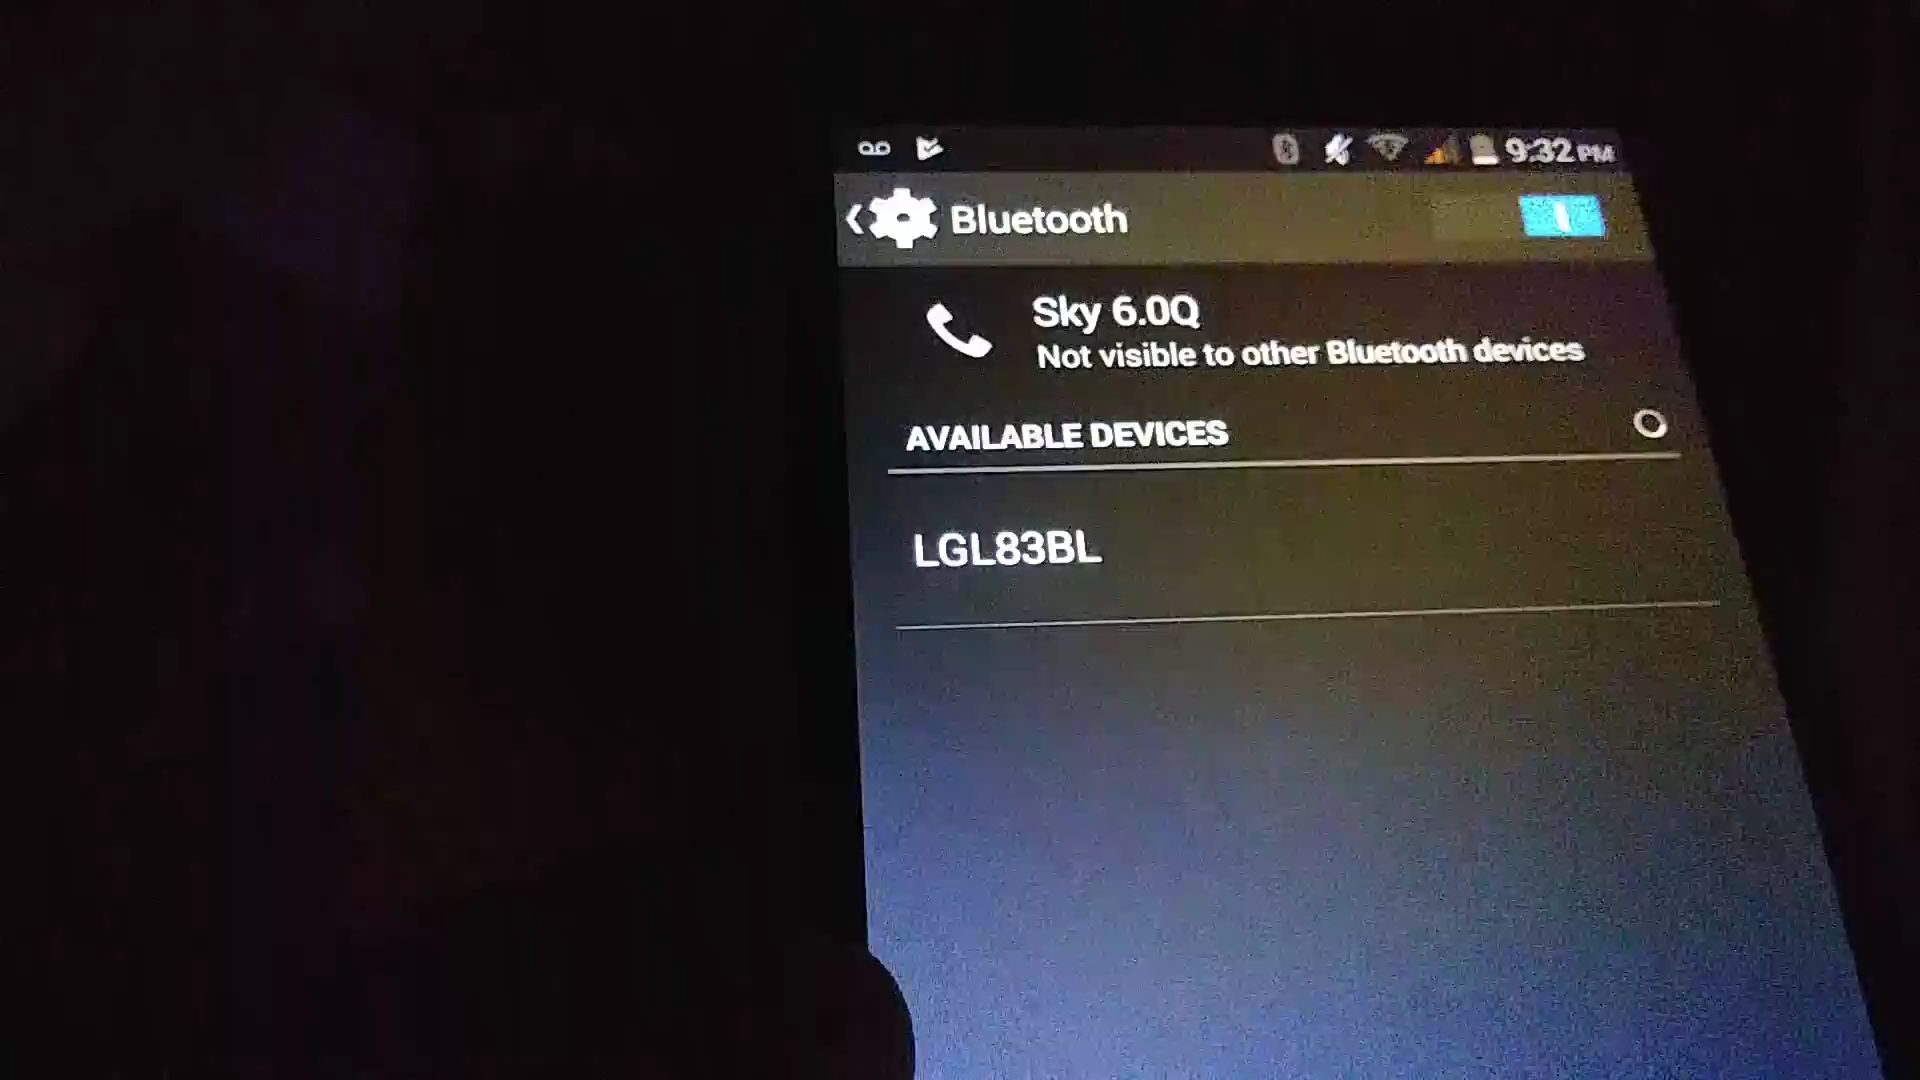 9:32 PM
Bluetooth
Sky 6.0Q
Not visible to other Bluetooth devices
AVAILABLE DEVICES
LGL83BL